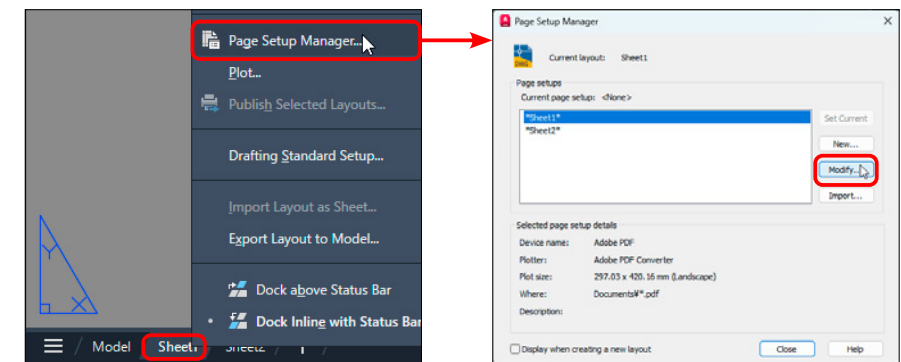 Page Setup Manager...
Plot...
Publish Selected Layouts...
Drafting Standard Setup...
Import Layout as Sheet...
Export Layout to Model...
Dock above Status Bar
Dock Inline with Status Bar
Y
X
Model
Sheet1
Sheet2
Page Setup Manager
DWG
Current layout: Sheet1
Page setups
Current page setup: <None>
*Sheet1*
*Sheet2*
Set Current
New...
Modify...
Import...
Selected page setup details
Device name: Adobe PDF
Plotter: Adobe PDF Converter
Plot size: 297.03 x 420.16 mm (Landscape)
Where: Documents¥*.pdf
Description:
Display when creating a new layout
Close
Help